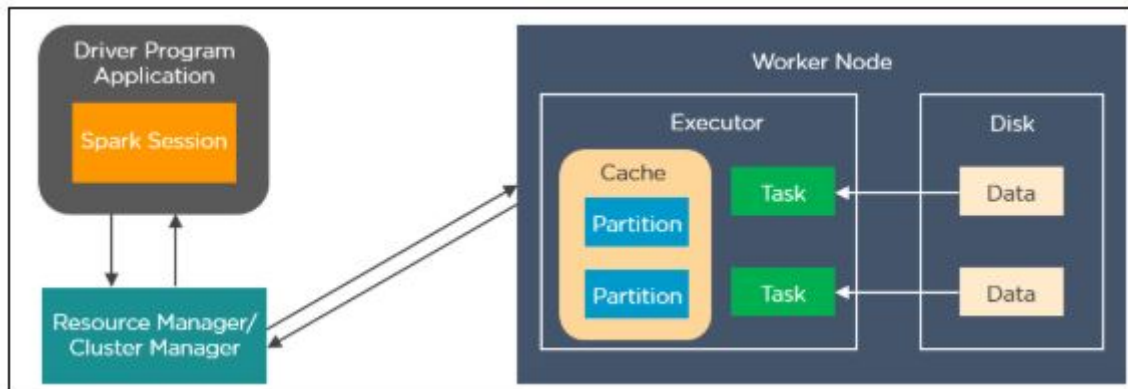 Driver Program
Application
Spark Session
Resource Manager/
Cluster Manager
Worker Node
Executor
Cache
Partition
Partition
Task
Task
Disk
Data
Data